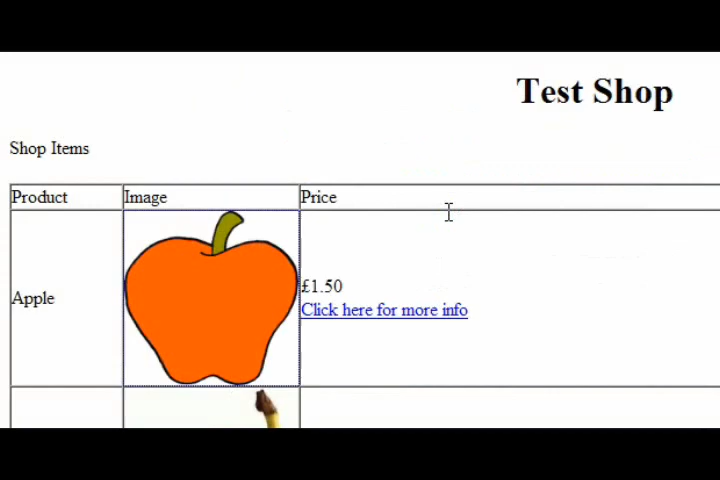 Test Shop
Shop Items
Product Image Price
Apple
£1.50
Click here for more info